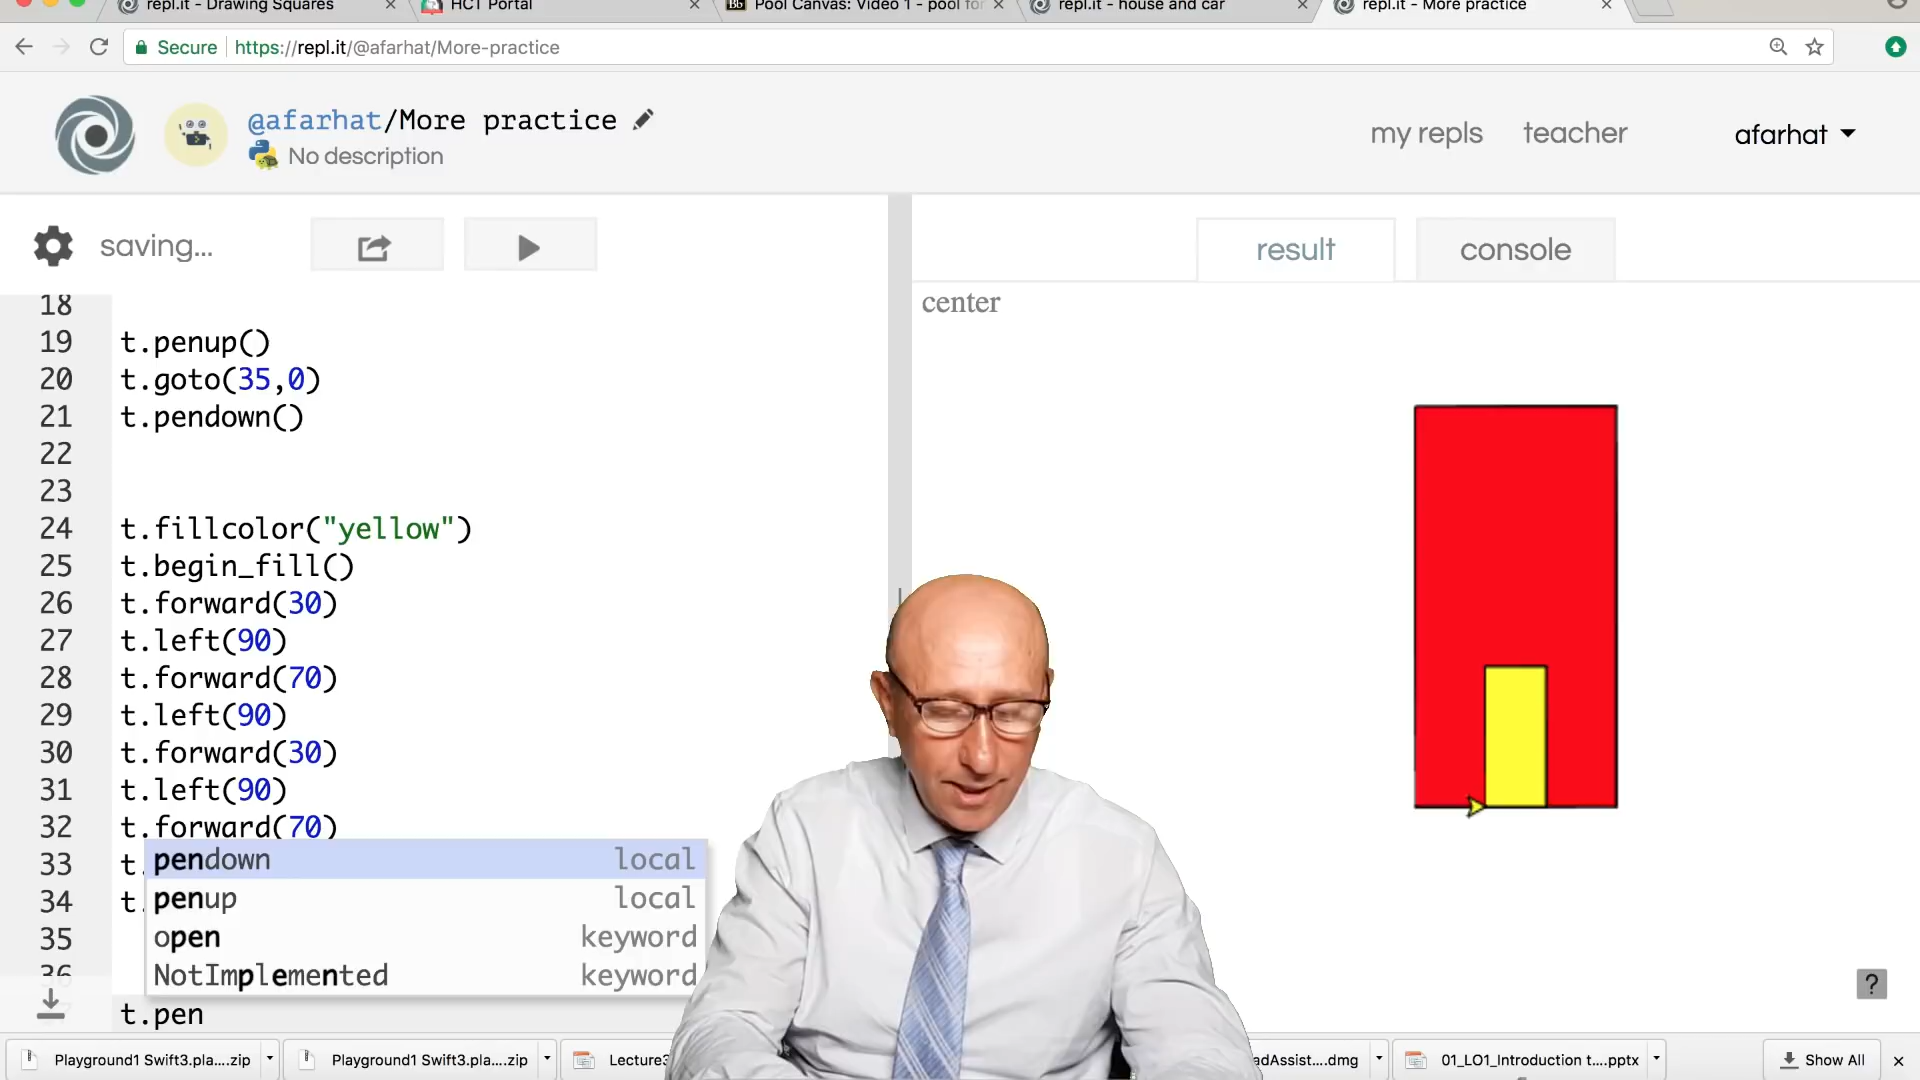 repl.it - Drawing Squares
HCT Portal
Pool Canvas: Video 1 - pool for
repl.it - house and car
repl.it - More practice
Secure
https://repl.it/@afarhat/More-practice
@afarhat/More practice
No description
my repls
teacher
afarhat
saving...
result
console
center
18
19 t.penup()
20 t.goto(35,0)
21 t.pendown()
22
23
24 t.fillcolor("yellow")
25 t.begin_fill()
26 t.forward(30)
27 t.left(90)
28 t.forward(70)
29 t.left(90)
30 t.forward(30)
31 t.left(90)
32 t.forward(70)
33 t.
34 t.
35
36
t.pen
pendown local
penup local
open keyword
NotImplemented keyword
?
Playground1 Swift3.pla....zip
Playground1 Swift3.pla....zip
Lecture3
adAssist....dmg
01_LO1_Introduction t....pptx
Show All